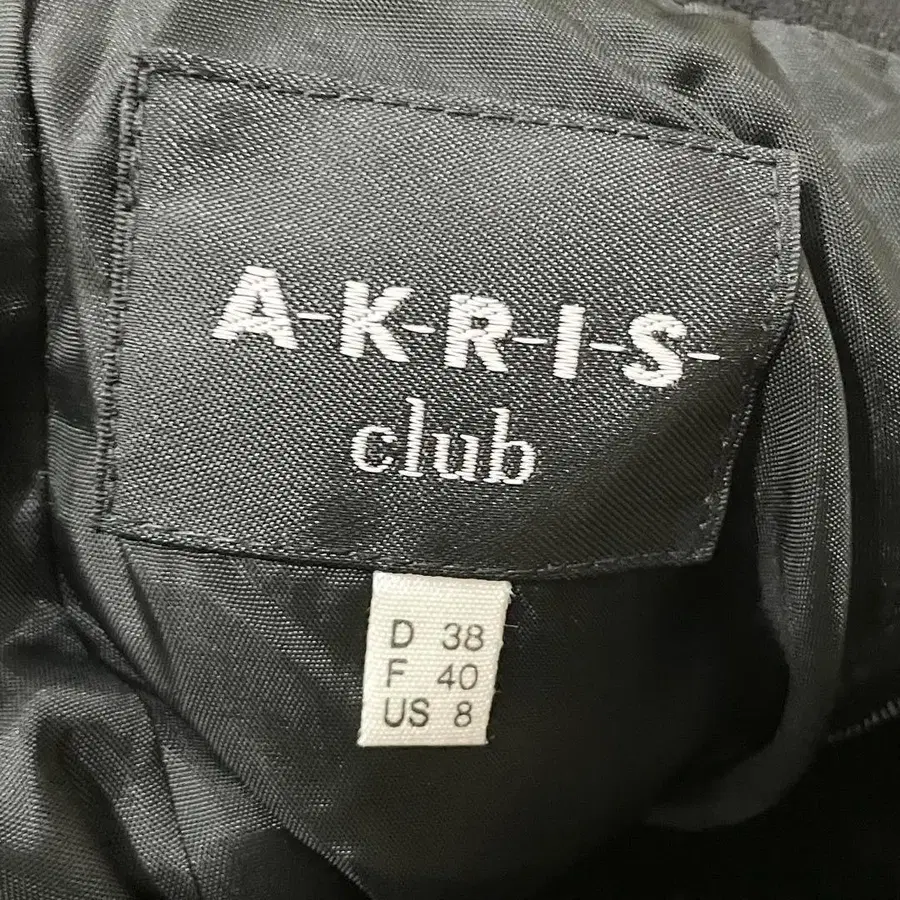 A-K-R-I-S-
club
D 38
F 40
US 8